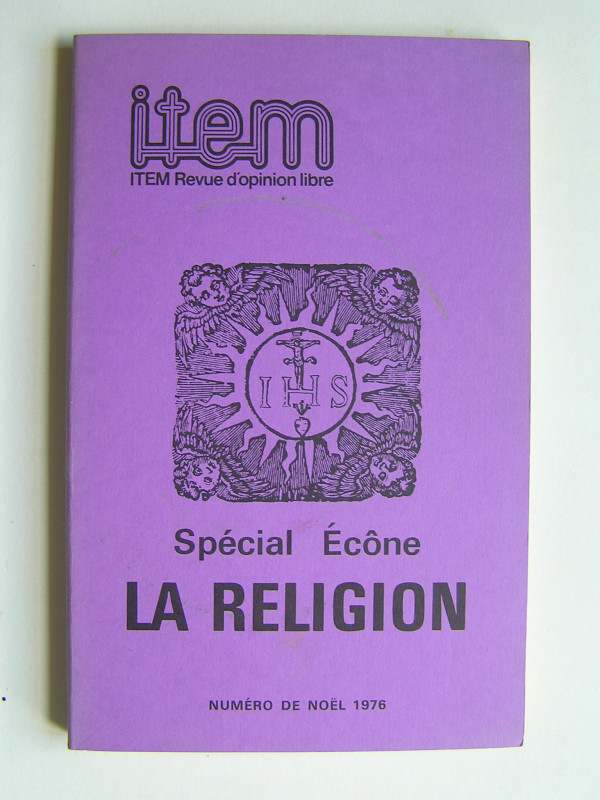 item
ITEM Revue d'opinion libre
IHS
Spécial Écône
LA RELIGION
NUMÉRO DE NOËL 1976